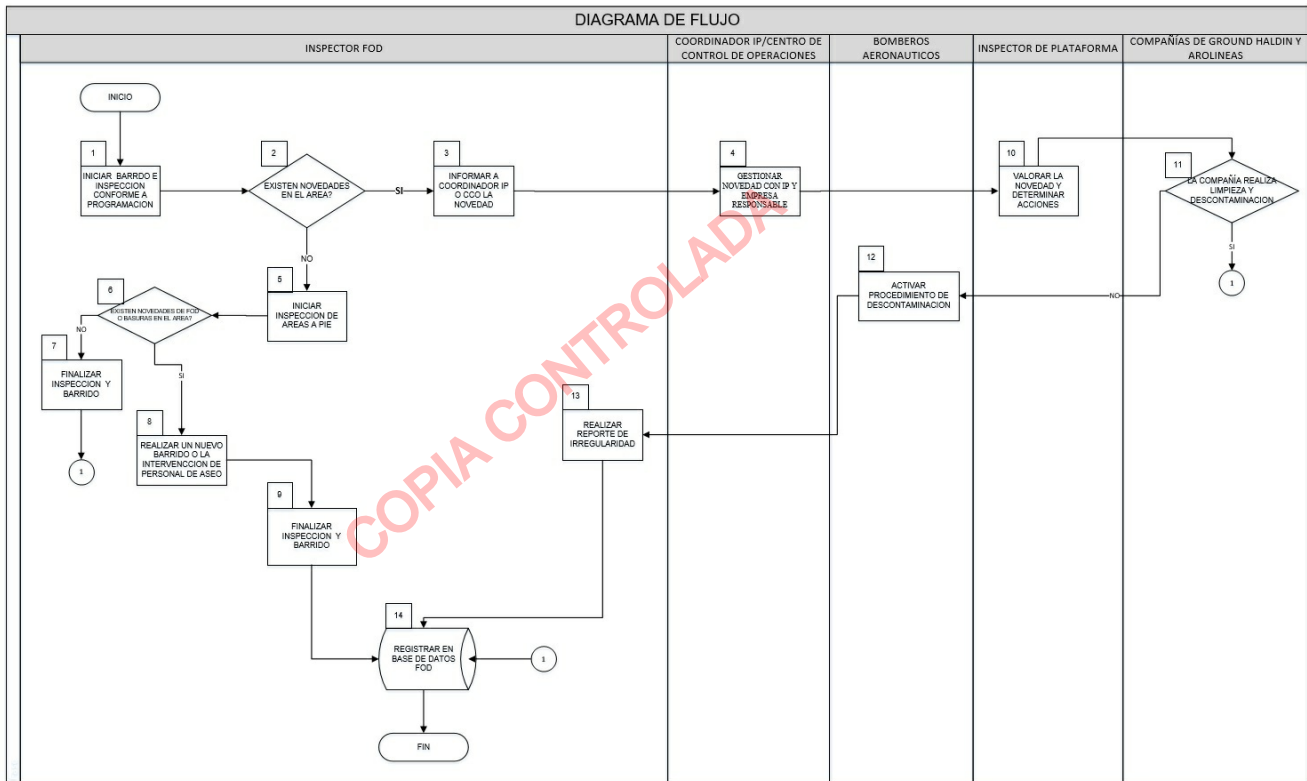 DIAGRAMA DE FLUJO
INSPECTOR FOD
COORDINADOR IP/CENTRO DE
CONTROL DE OPERACIONES
BOMBEROS
AERONAUTICOS
INSPECTOR DE PLATAFORMA
COMPAÑÍAS DE GROUND HALDIN Y
AROLINEAS
INICIO
1
INICIAR BARRDO E
INSPECCION
CONFORME A
PROGRAMACION
2
EXISTEN NOVEDADES
EN EL AREA?
SI
3
INFORMAR A
COORDINADOR IP
O CCO LA
NOVEDAD
4
GESTIONAR
NOVEDAD CON IP Y
EMPRESA
RESPONSABLE
10
VALORAR LA
NOVEDAD Y
DETERMINAR
ACCIONES
11
LA COMPAÑÍA REALIZA
LIMPIEZA Y
DESCONTAMINACION
SI
1
NO
12
ACTIVAR
PROCEDIMIENTO DE
DESCONTAMINACION
NO
5
INICIAR
INSPECCION DE
AREAS A PIE
6
EXISTEN NOVEDADES DE FOD
O BASURAS EN EL AREA?
NO
SI
7
FINALIZAR
INSPECCION Y
BARRIDO
1
8
REALIZAR UN NUEVO
BARRIDO O LA
INTERVENCCION DE
PERSONAL DE ASEO
9
FINALIZAR
INSPECCION Y
BARRIDO
13
REALIZAR
REPORTE DE
IRREGULARIDAD
14
REGISTRAR EN
BASE DE DATOS
FOD
1
FIN
COPIA CONTROLADA